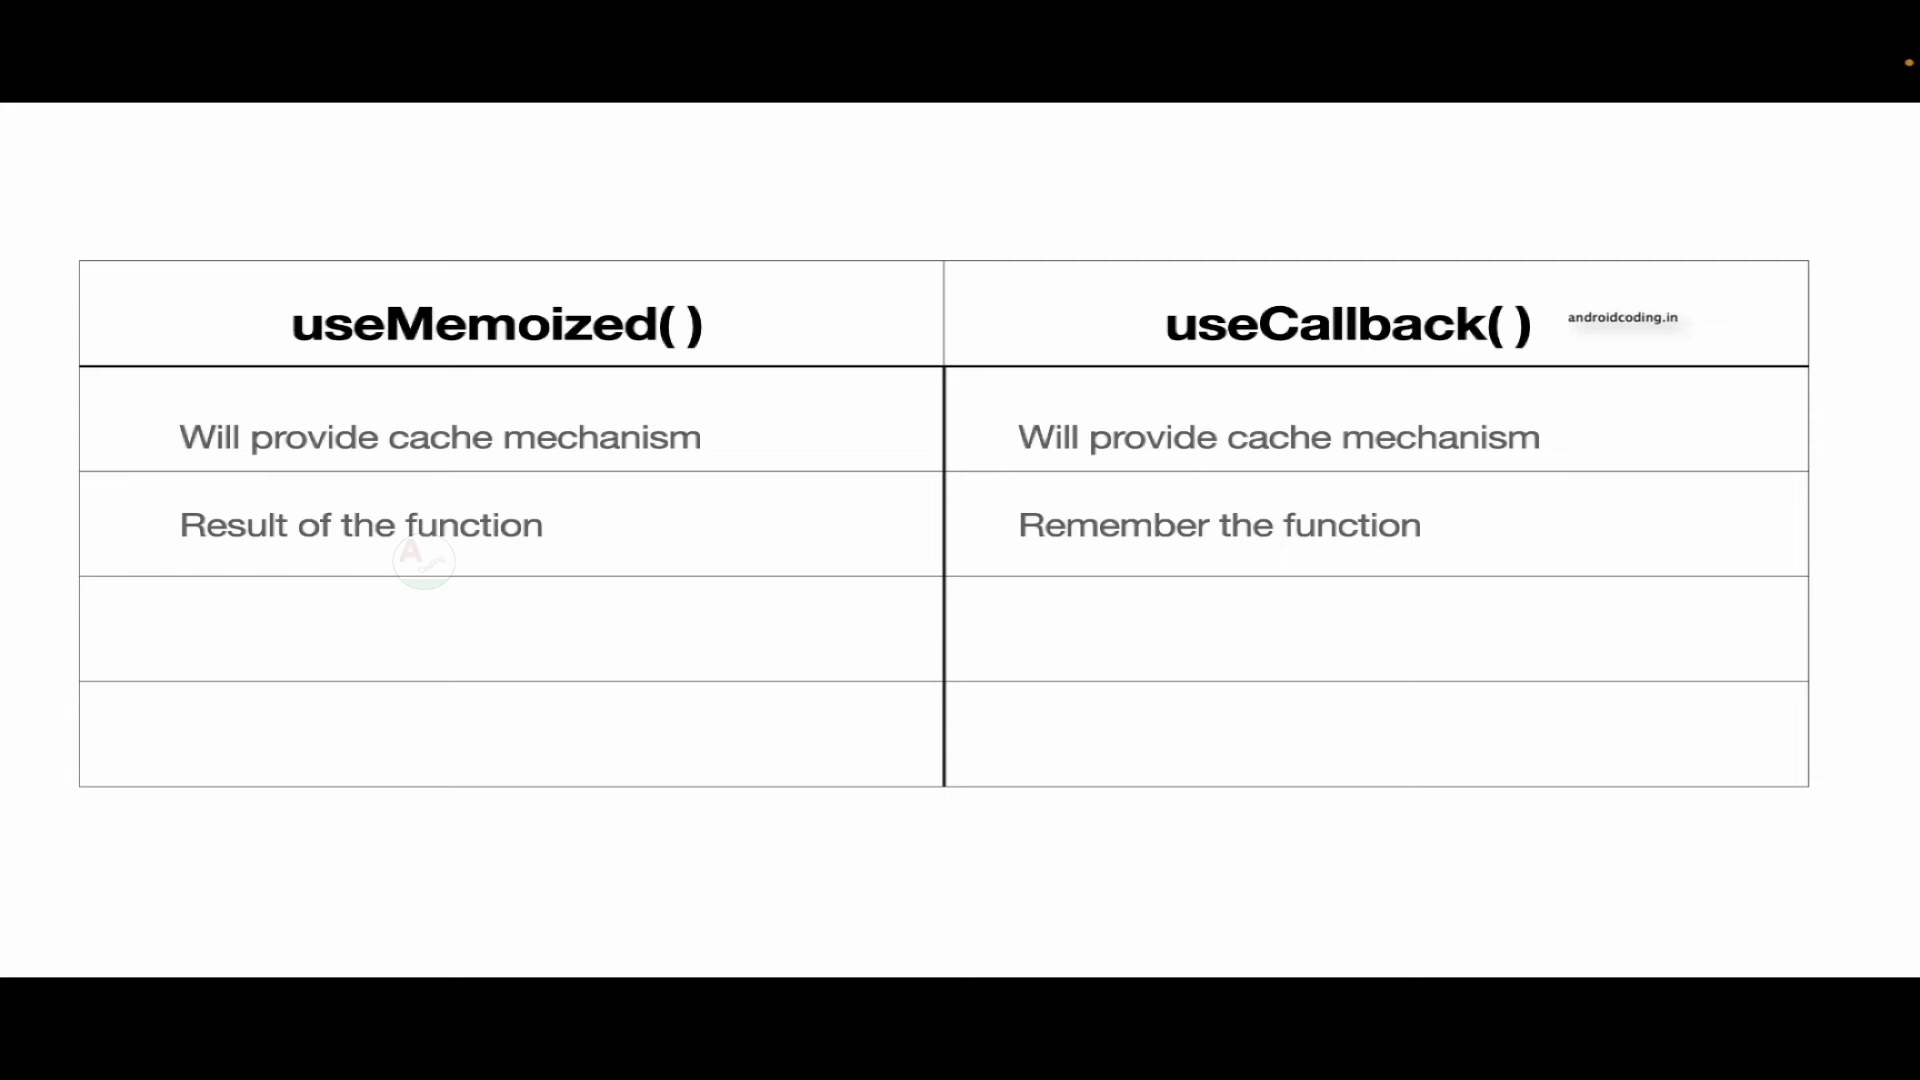 useMemoized( )
useCallback( )
androidcoding.in
Will provide cache mechanism
Will provide cache mechanism
Result of the function
Remember the function
A
Coding